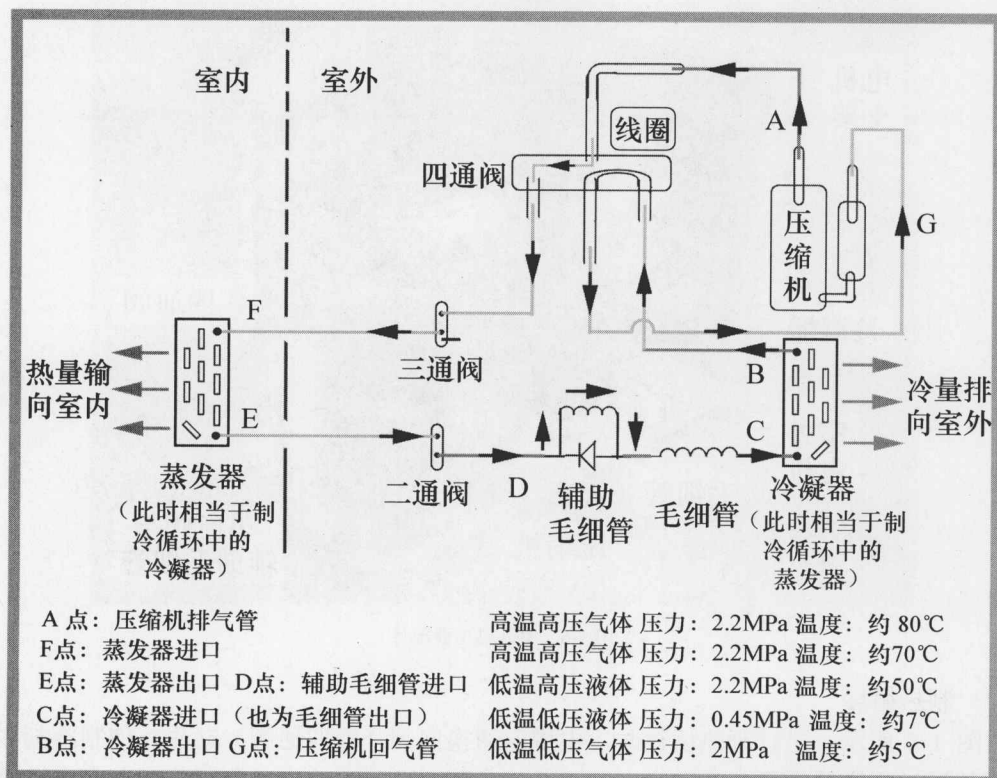 室内
室外
线圈
四通阀
A
压缩机
G
F
三通阀
B
热量输
向室内
冷量排
向室外
E
C
二通阀
D
蒸发器
(此时相当于制
冷循环中的
冷凝器)
辅助
毛细管
毛细管
冷凝器
(此时相当于制
冷循环中的
蒸发器)
A 点：压缩机排气管 高温高压气体 压力：2.2MPa 温度：约 80℃
F点：蒸发器进口 高温高压气体 压力：2.2MPa 温度：约70℃
E点：蒸发器出口 D点：辅助毛细管进口 低温高压液体 压力：2.2MPa 温度：约50℃
C点：冷凝器进口（也为毛细管出口） 低温低压液体 压力：0.45MPa 温度：约7℃
B点：冷凝器出口 G点：压缩机回气管 低温低压气体 压力：2MPa 温度：约5℃